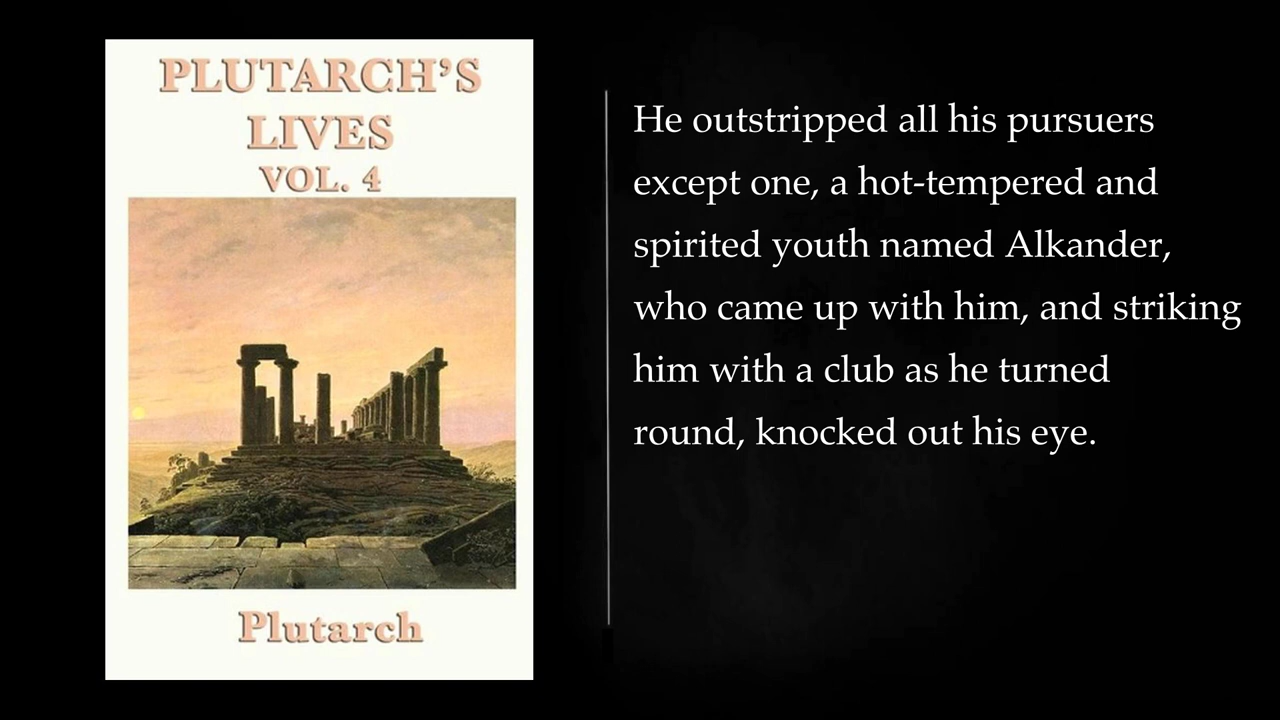 PLUTARCH'S
LIVES
VOL. 4
Plutarch
He outstripped all his pursuers
except one, a hot-tempered and
spirited youth named Alkander,
who came up with him, and striking
him with a club as he turned
round, knocked out his eye.